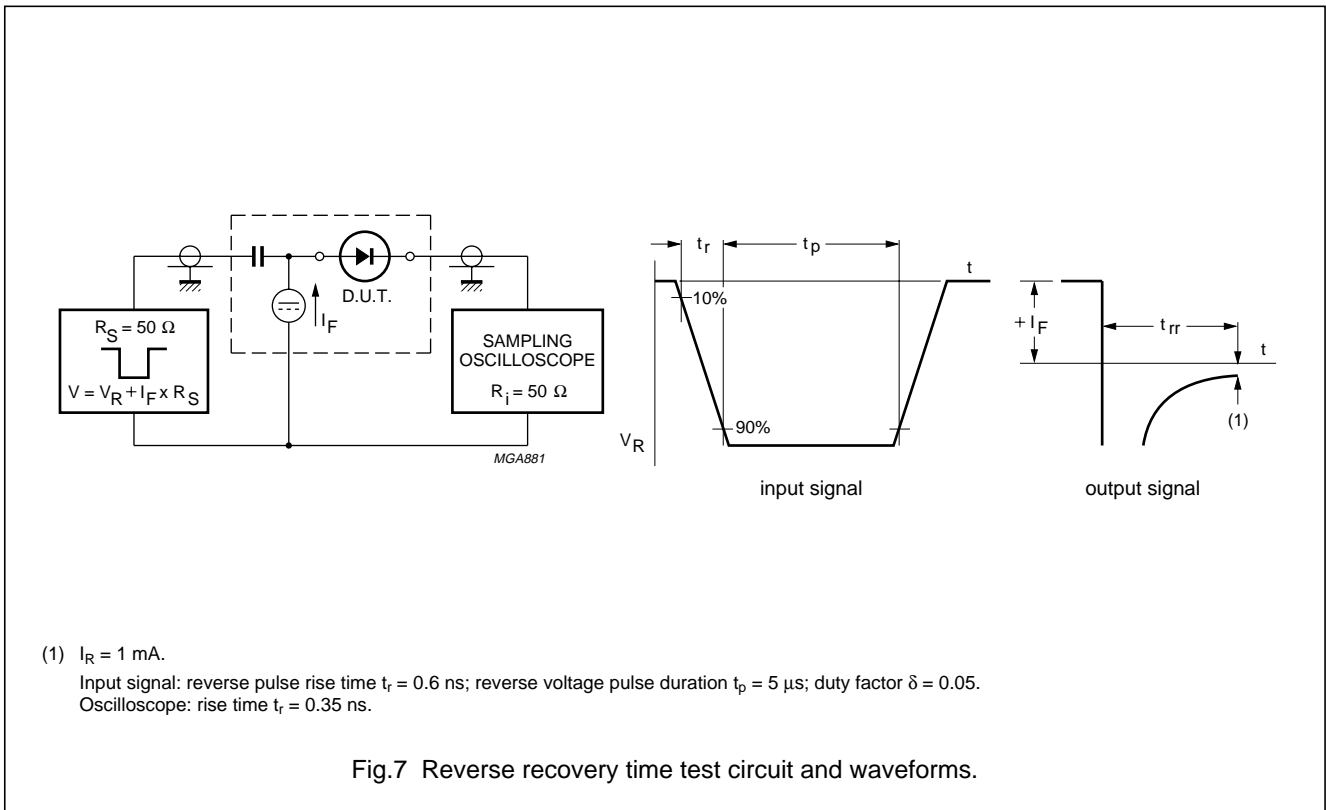 D.U.T.
I_F
R_S = 50 Ω
V = V_R + I_F x R_S
SAMPLING
OSCILLOSCOPE
R_i = 50 Ω
MGA881
t_r
t_p
t
10%
90%
V_R
input signal
+ I_F
t_rr
t
(1)
output signal
(1) I_R = 1 mA.
Input signal: reverse pulse rise time t_r = 0.6 ns; reverse voltage pulse duration t_p = 5 μs; duty factor δ = 0.05.
Oscilloscope: rise time t_r = 0.35 ns.
Fig.7 Reverse recovery time test circuit and waveforms.